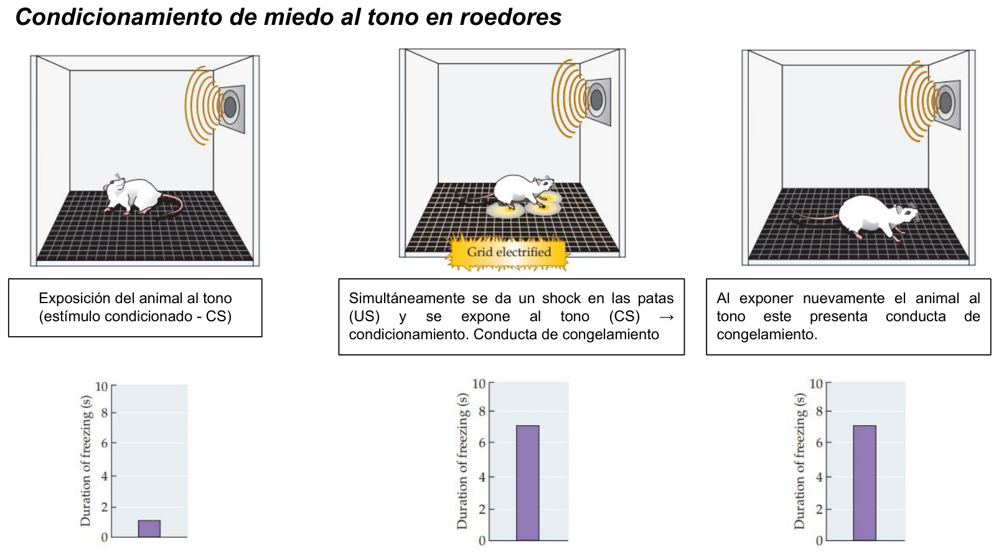 Condicionamiento de miedo al tono en roedores
Grid electrified
Exposición del animal al tono
(estímulo condicionado - CS)
Simultáneamente se da un shock en las patas
(US) y se expone al tono (CS) →
condicionamiento. Conducta de congelamiento
Al exponer nuevamente el animal al
tono este presenta conducta de
congelamiento.
Duration of freezing (s)
10
8
6
4
2
0
Duration of freezing (s)
10
8
6
4
2
0
Duration of freezing (s)
10
8
6
4
2
0